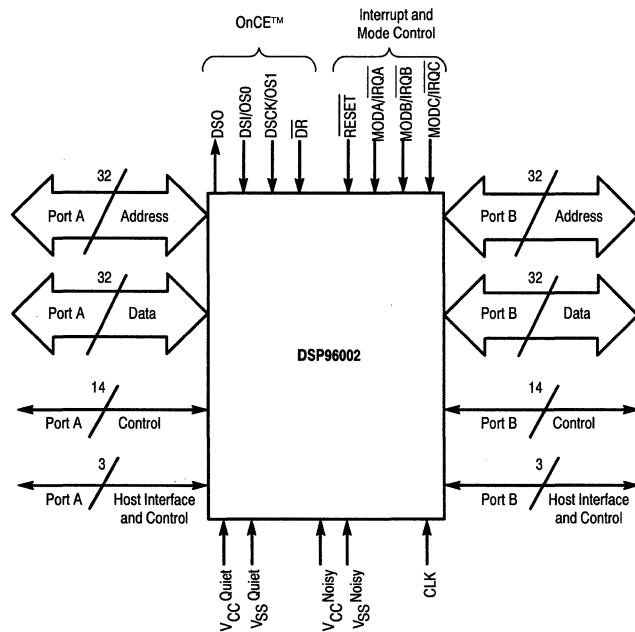 OnCE™
Interrupt and
Mode Control
DSO
DSI/OS0
DSCK/OS1
DR
RESET
MODA/IRQA
MODB/IRQB
MODC/IRQC
32
Port A Address
32
Port B Address
32
Port A Data
32
Port B Data
DSP96002
14
Port A Control
14
Port B Control
3
Port A Host Interface
and Control
3
Port B Host Interface
and Control
VCC Quiet
VSS Quiet
VCC Noisy
VSS Noisy
CLK